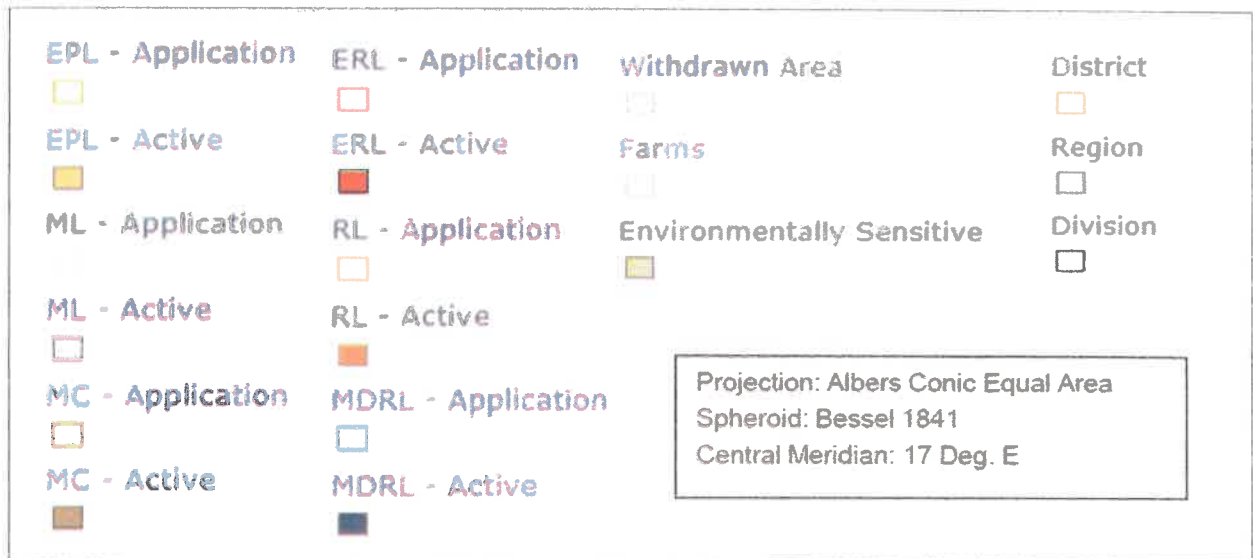 EPL - Application
EPL - Active
ML - Application
ML - Active
MC - Application
MC - Active
ERL - Application
ERL - Active
RL - Application
RL - Active
MDRL - Application
MDRL - Active
Withdrawn Area
Farms
Environmentally Sensitive
District
Region
Division
Projection: Albers Conic Equal Area
Spheroid: Bessel 1841
Central Meridian: 17 Deg. E